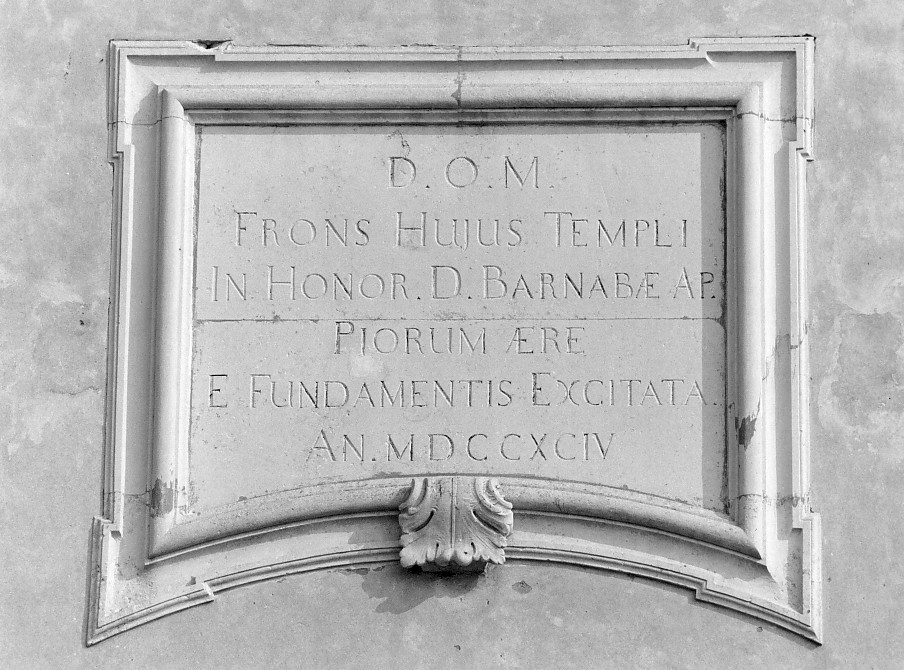 D.O.M.
FRONS HUJUS TEMPLI
IN HONOR. D. BARNABÆ AP.
PIORUM ÆRE
E FUNDAMENTIS EXCITATA.
AN. MDCCXCIV